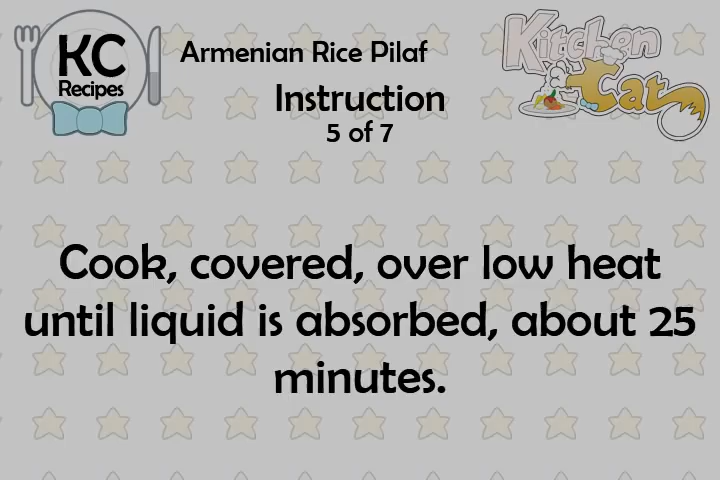 KC
Recipes
Armenian Rice Pilaf
Kitchen
Cat
Instruction
5 of 7
Cook, covered, over low heat
until liquid is absorbed, about 25
minutes.